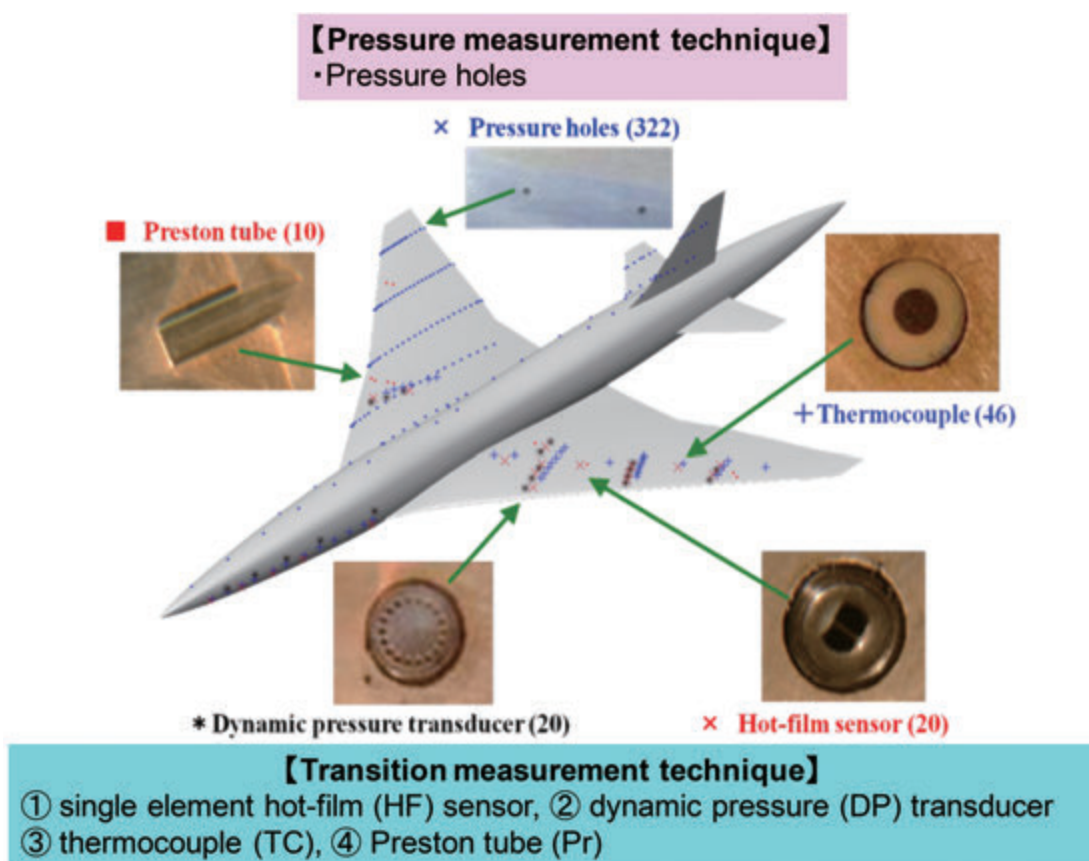 【Pressure measurement technique】
・Pressure holes
× Pressure holes (322)
■ Preston tube (10)
+Thermocouple (46)
* Dynamic pressure transducer (20)
× Hot-film sensor (20)
【Transition measurement technique】
① single element hot-film (HF) sensor, ② dynamic pressure (DP) transducer
③ thermocouple (TC), ④ Preston tube (Pr)